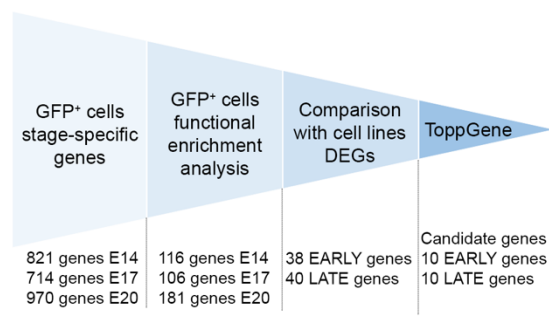 GFP⁺ cells
stage-specific
genes
GFP⁺ cells
functional
enrichment
analysis
Comparison
with cell lines
DEGs
ToppGene
821 genes E14
714 genes E17
970 genes E20
116 genes E14
106 genes E17
181 genes E20
38 EARLY genes
40 LATE genes
Candidate genes
10 EARLY genes
10 LATE genes